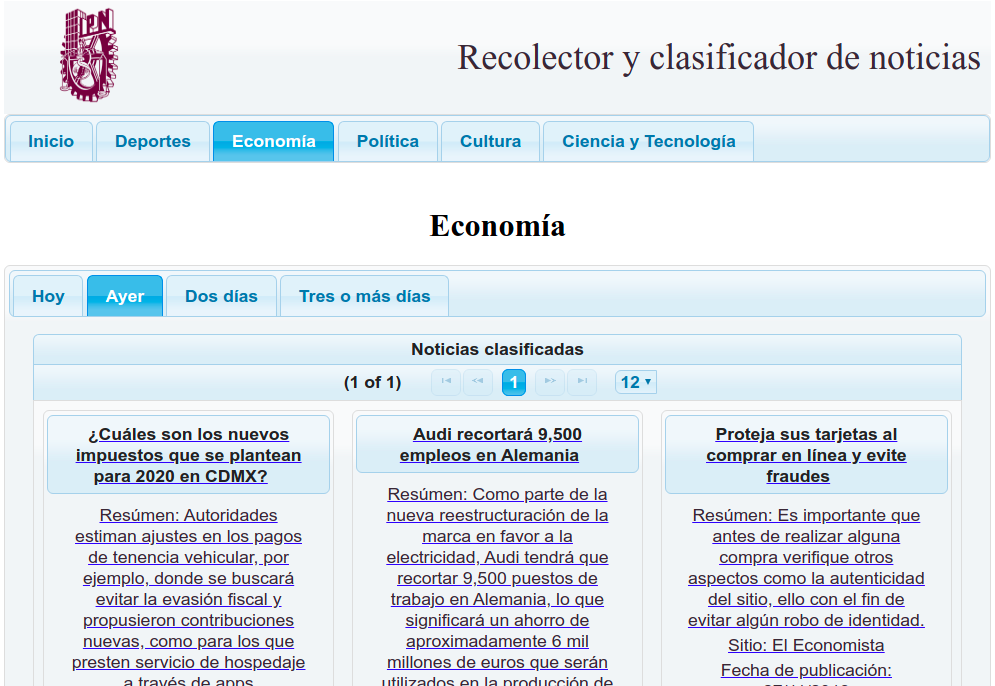 IPN
Recolector y clasificador de noticias
Inicio Deportes Economía Política Cultura Ciencia y Tecnología
Economía
Hoy Ayer Dos días Tres o más días
Noticias clasificadas
(1 of 1) 1 12
¿Cuáles son los nuevos
impuestos que se plantean
para 2020 en CDMX?
Resúmen: Autoridades
estiman ajustes en los pagos
de tenencia vehicular, por
ejemplo, donde se buscará
evitar la evasión fiscal y
propusieron contribuciones
nuevas, como para los que
presten servicio de hospedaje
a través de apps.
Audi recortará 9,500
empleos en Alemania
Resúmen: Como parte de la
nueva reestructuración de la
marca en favor a la
electricidad, Audi tendrá que
recortar 9,500 puestos de
trabajo en Alemania, lo que
significará un ahorro de
aproximadamente 6 mil
millones de euros que serán
utilizados en la producción de
Proteja sus tarjetas al
comprar en línea y evite
fraudes
Resúmen: Es importante que
antes de realizar alguna
compra verifique otros
aspectos como la autenticidad
del sitio, ello con el fin de
evitar algún robo de identidad.
Sitio: El Economista
Fecha de publicación: